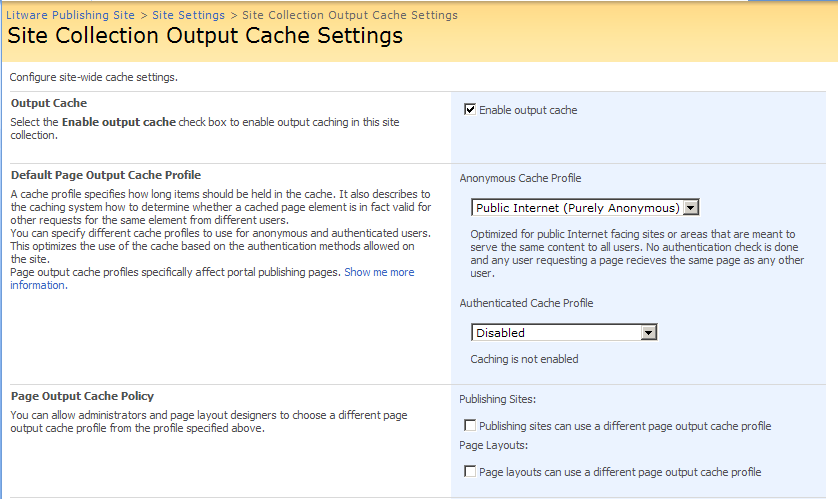 Litware Publishing Site > Site Settings > Site Collection Output Cache Settings
Site Collection Output Cache Settings
Configure site-wide cache settings.
Output Cache
Select the Enable output cache check box to enable output caching in this site
collection.
Enable output cache
Default Page Output Cache Profile
A cache profile specifies how long items should be held in the cache. It also describes to
the caching system how to determine whether a cached page element is in fact valid for
other requests for the same element from different users.
You can specify different cache profiles to use for anonymous and authenticated users.
This optimizes the use of the cache based on the authentication methods allowed on
the site.
Page output cache profiles specifically affect portal publishing pages. Show me more
information.
Anonymous Cache Profile
Public Internet (Purely Anonymous)
Optimized for public Internet facing sites or areas that are meant to
serve the same content to all users. No authentication check is done
and any user requesting a page recieves the same page as any other
user.
Authenticated Cache Profile
Disabled
Caching is not enabled
Page Output Cache Policy
You can allow administrators and page layout designers to choose a different page
output cache profile from the profile specified above.
Publishing Sites:
Publishing sites can use a different page output cache profile
Page Layouts:
Page layouts can use a different page output cache profile